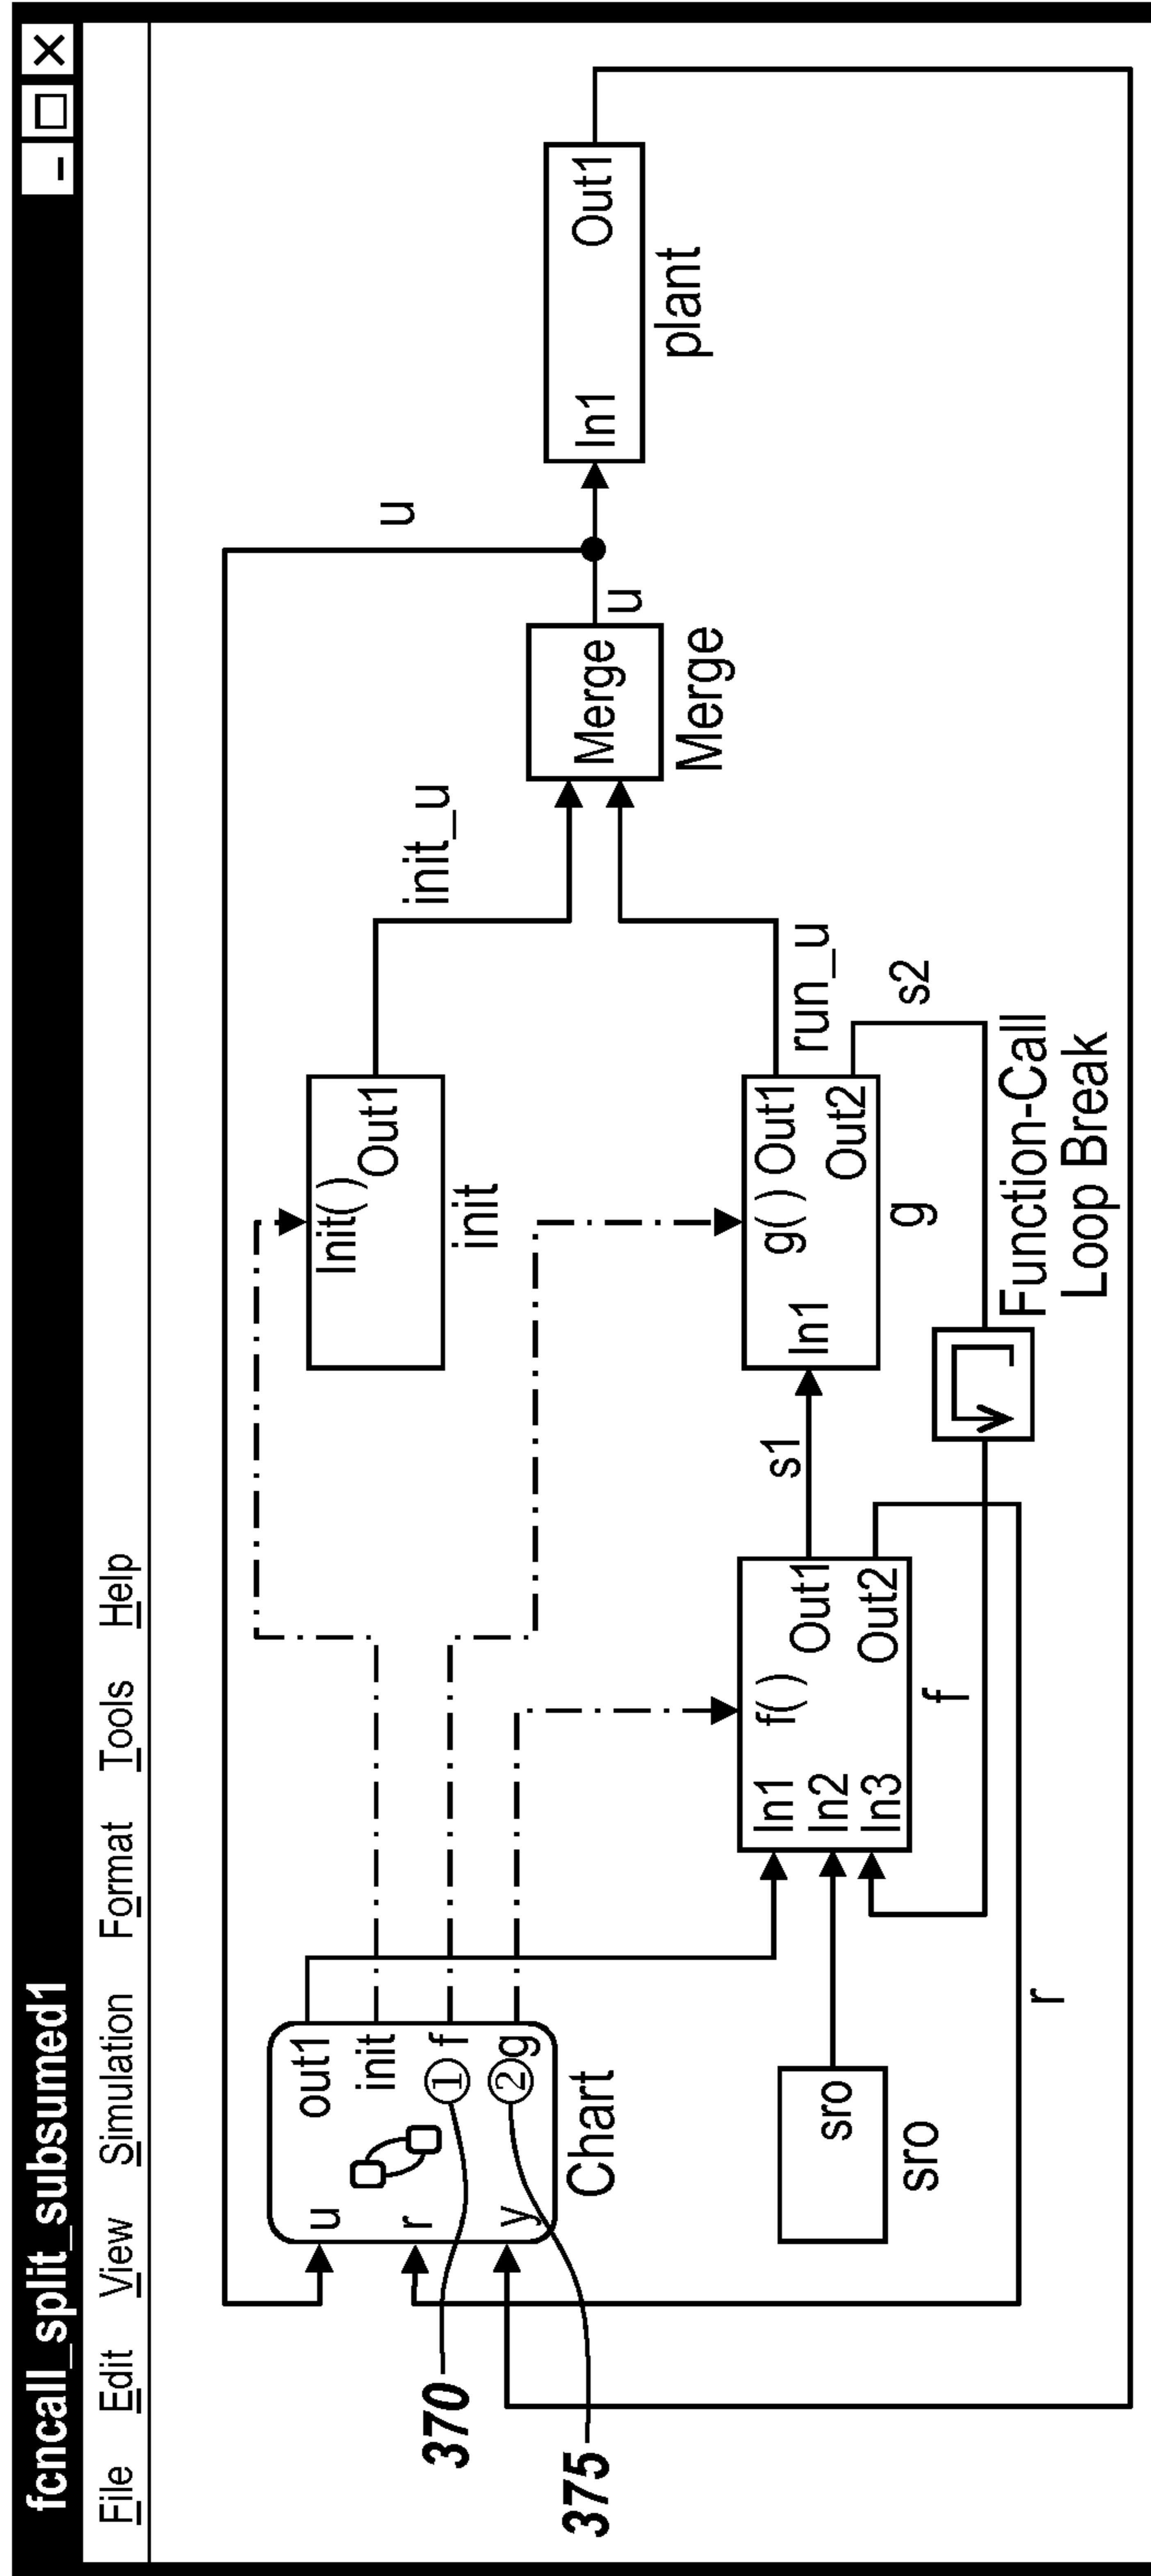 fcncall_split_subsumed1
File Edit View Simulation Format Tools Help
u
out1
init
r
① f
y
② g
Chart
370
375
Init()
Out1
init
init_u
u
Merge
u
Merge
In1
Out1
plant
sro
sro
In1
f()
In2
Out1
In3
Out2
f
s1
In1
g()
Out1
Out2
g
run_u
s2
Function-Call
Loop Break
r